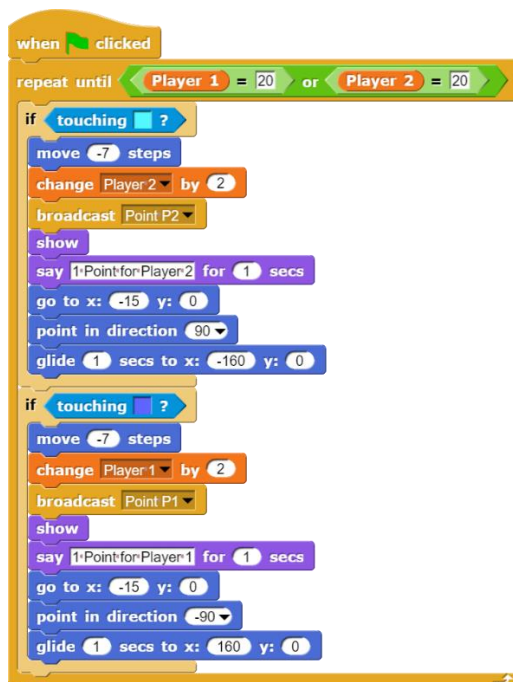 when clicked
repeat until Player 1 = 20 or Player 2 = 20
if touching ?
move -7 steps
change Player 2 by 2
broadcast Point P2
show
say 1 Point for Player 2 for 1 secs
go to x: -15 y: 0
point in direction 90
glide 1 secs to x: -160 y: 0
if touching ?
move -7 steps
change Player 1 by 2
broadcast Point P1
show
say 1 Point for Player 1 for 1 secs
go to x: -15 y: 0
point in direction -90
glide 1 secs to x: 160 y: 0